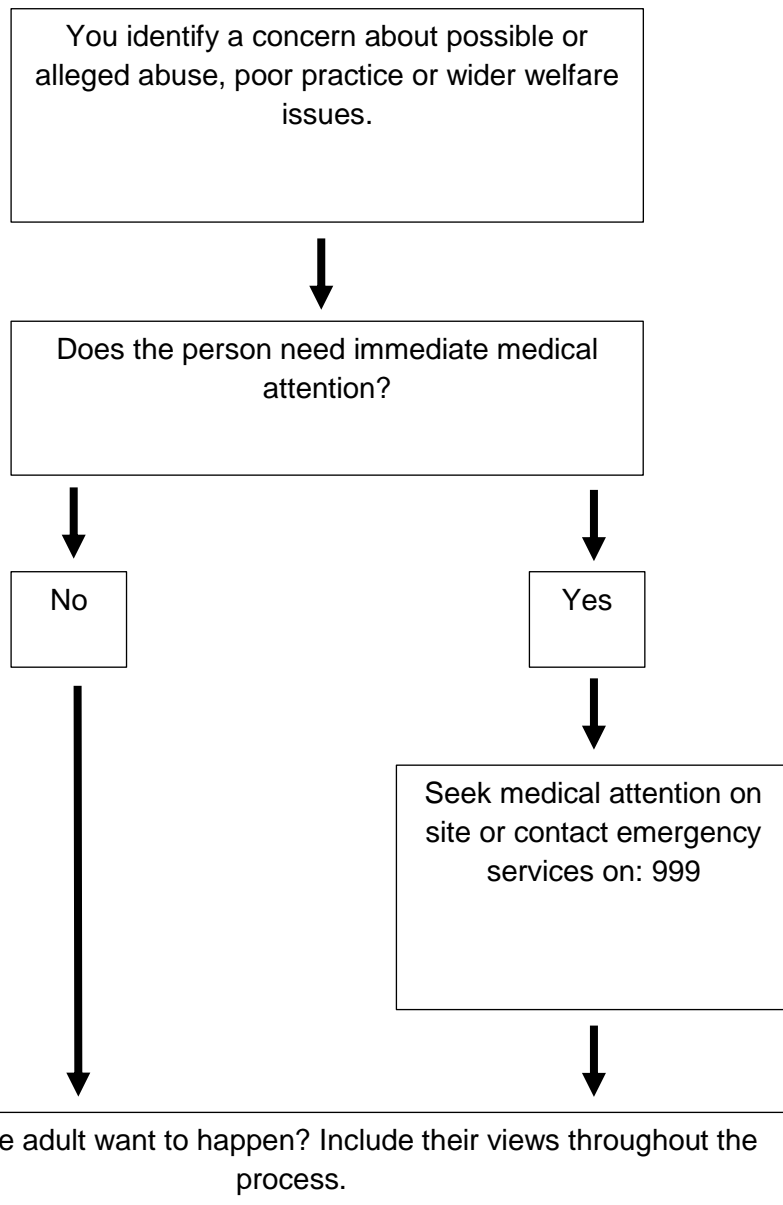 You identify a concern about possible or
alleged abuse, poor practice or wider welfare
issues.
Does the person need immediate medical
attention?
No
Yes
Seek medical attention on
site or contact emergency
services on: 999
adult want to happen? Include their views throughout the
process.